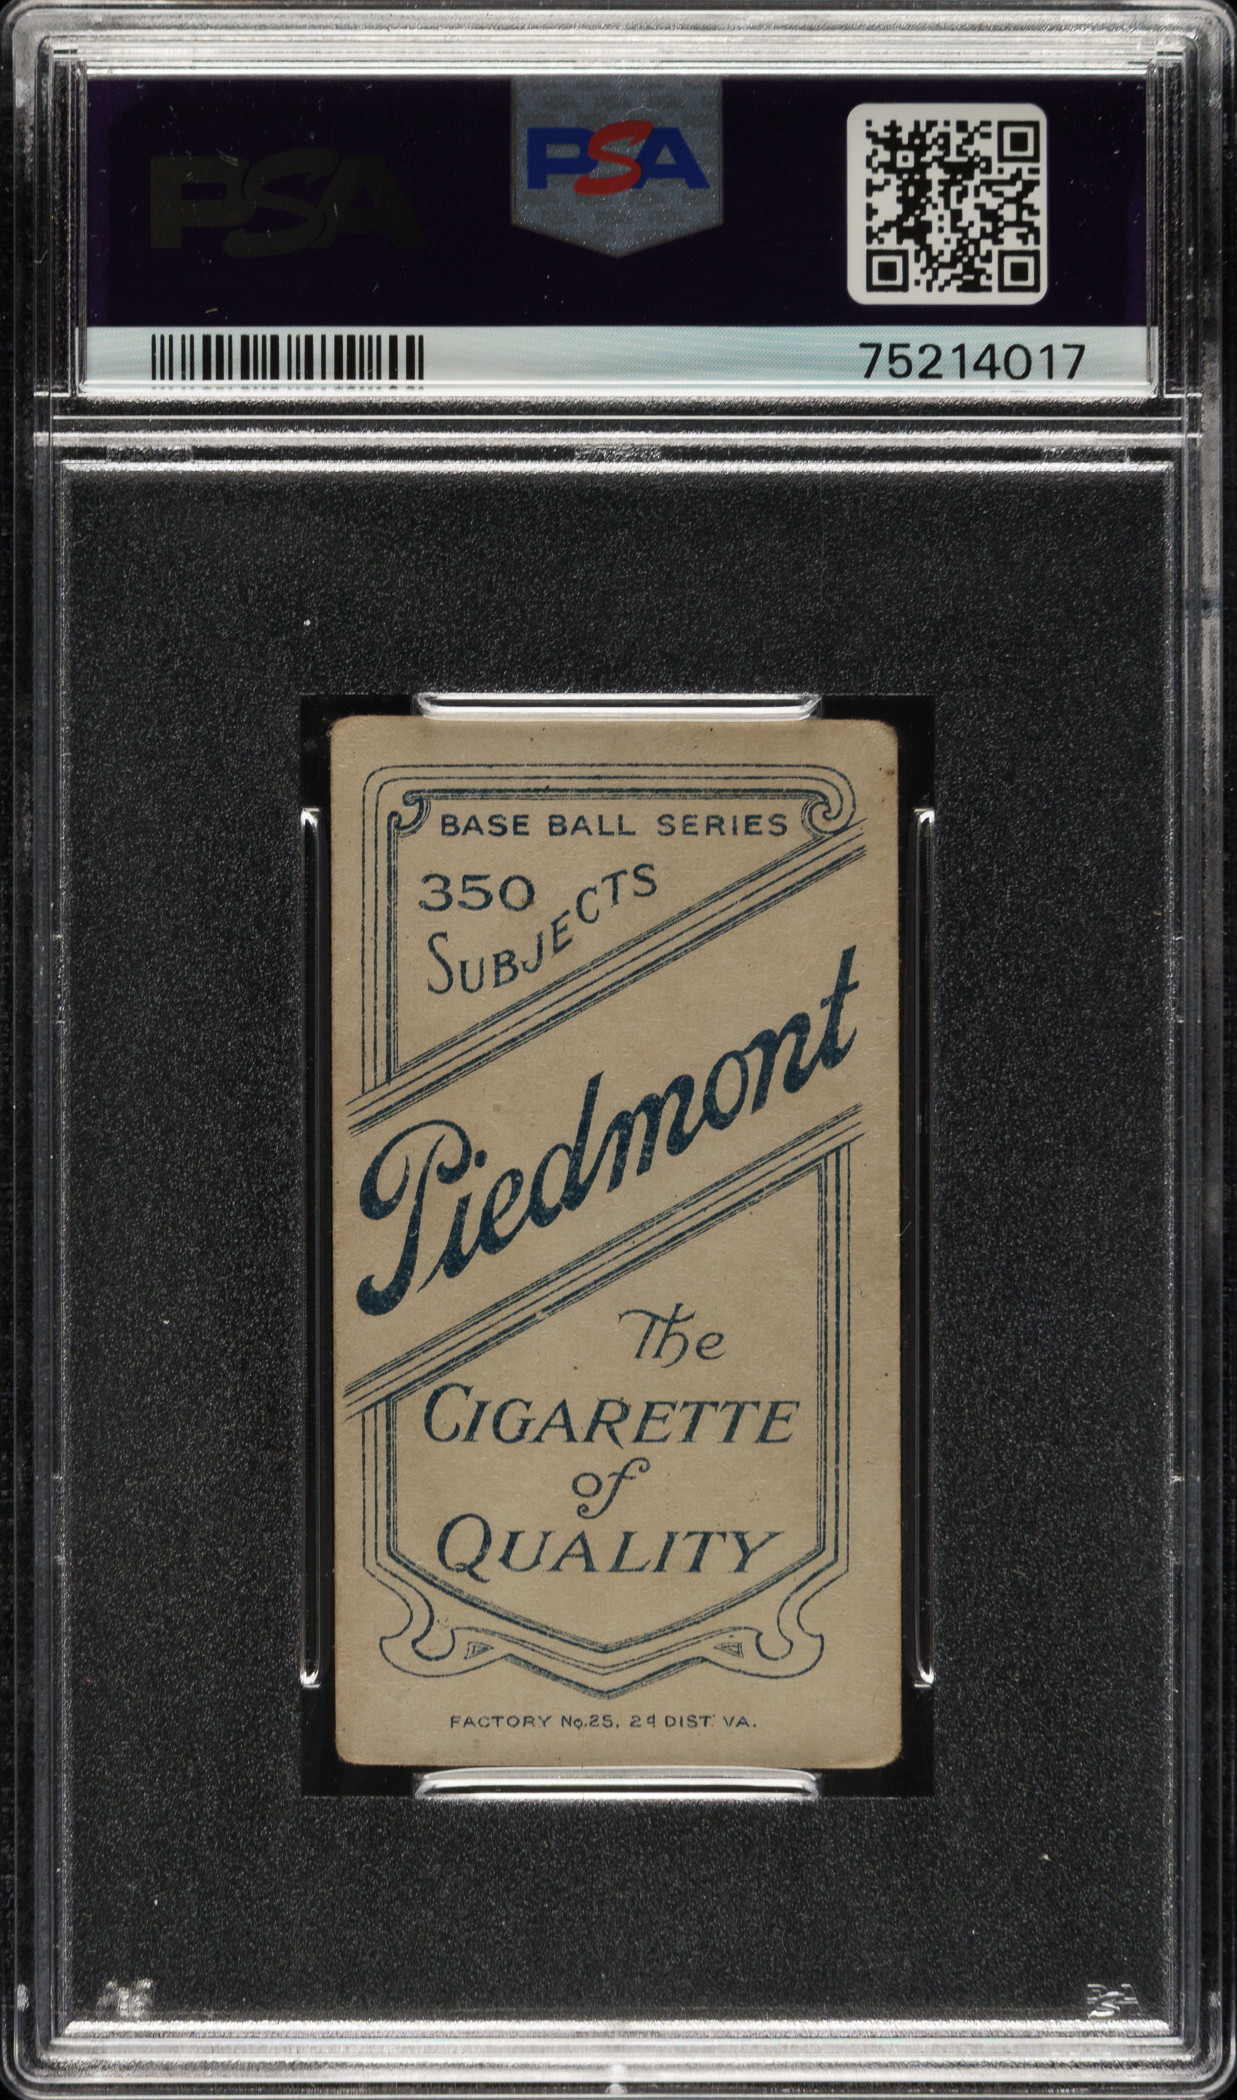 PSA
PSA
75214017
BASE BALL SERIES
350
SUBJECTS
Piedmont
The
CIGARETTE
of
QUALITY
FACTORY No.25, 2d DIST. VA.